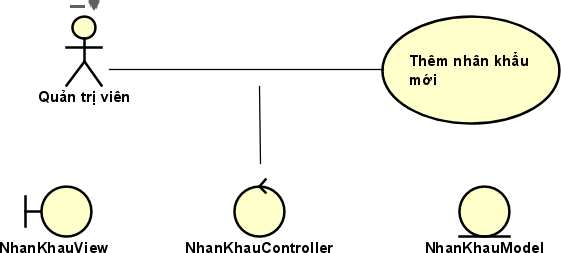 Thêm nhân khẩu
mới
Quản trị viên
NhanKhauView
NhanKhauController
NhanKhauModel